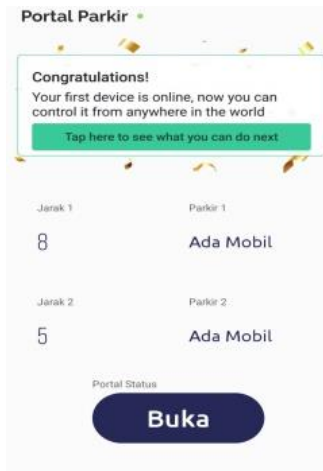 Portal Parkir
Congratulations!
Your first device is online, now you can
control it from anywhere in the world
Tap here to see what you can do next
Jarak 1
Parkir 1
8
Ada Mobil
Jarak 2
Parkir 2
5
Ada Mobil
Portal Status
Buka